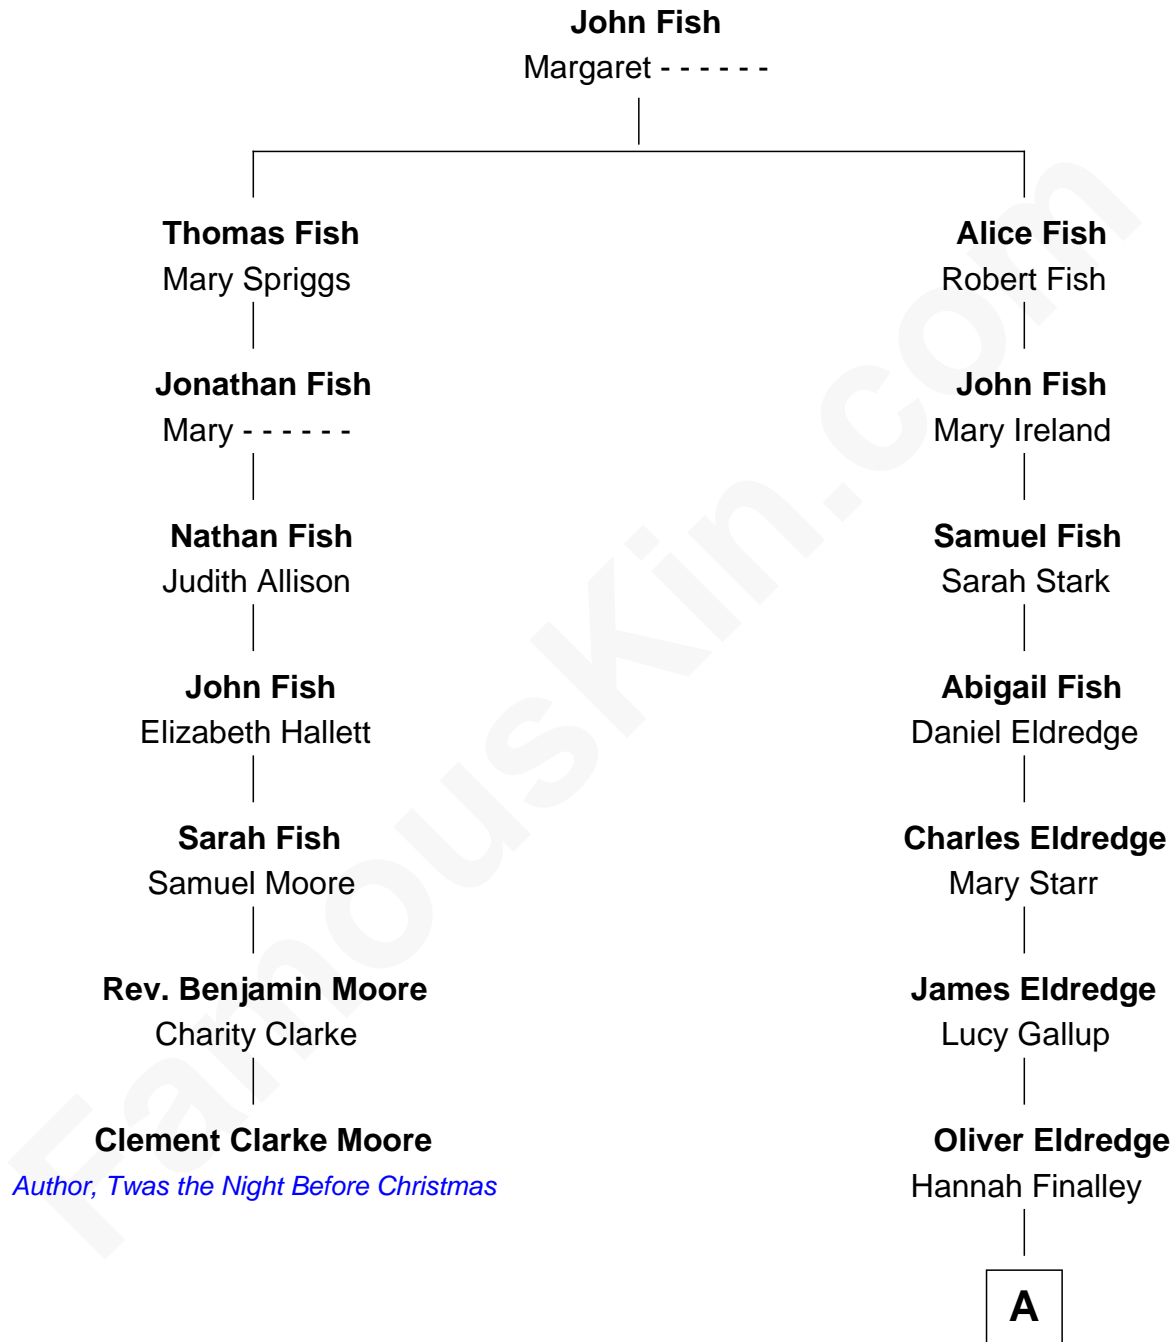 John Fish
Margaret - - - - - -
Thomas Fish
Mary Spriggs
Alice Fish
Robert Fish
Jonathan Fish
Mary - - - - - -
John Fish
Mary Ireland
Nathan Fish
Judith Allison
Samuel Fish
Sarah Stark
John Fish
Elizabeth Hallett
Abigail Fish
Daniel Eldredge
Sarah Fish
Samuel Moore
Charles Eldredge
Mary Starr
Rev. Benjamin Moore
Charity Clarke
James Eldredge
Lucy Gallup
Clement Clarke Moore
Author, Twas the Night Before Christmas
Oliver Eldredge
Hannah Finalley
A
FamousKin.com